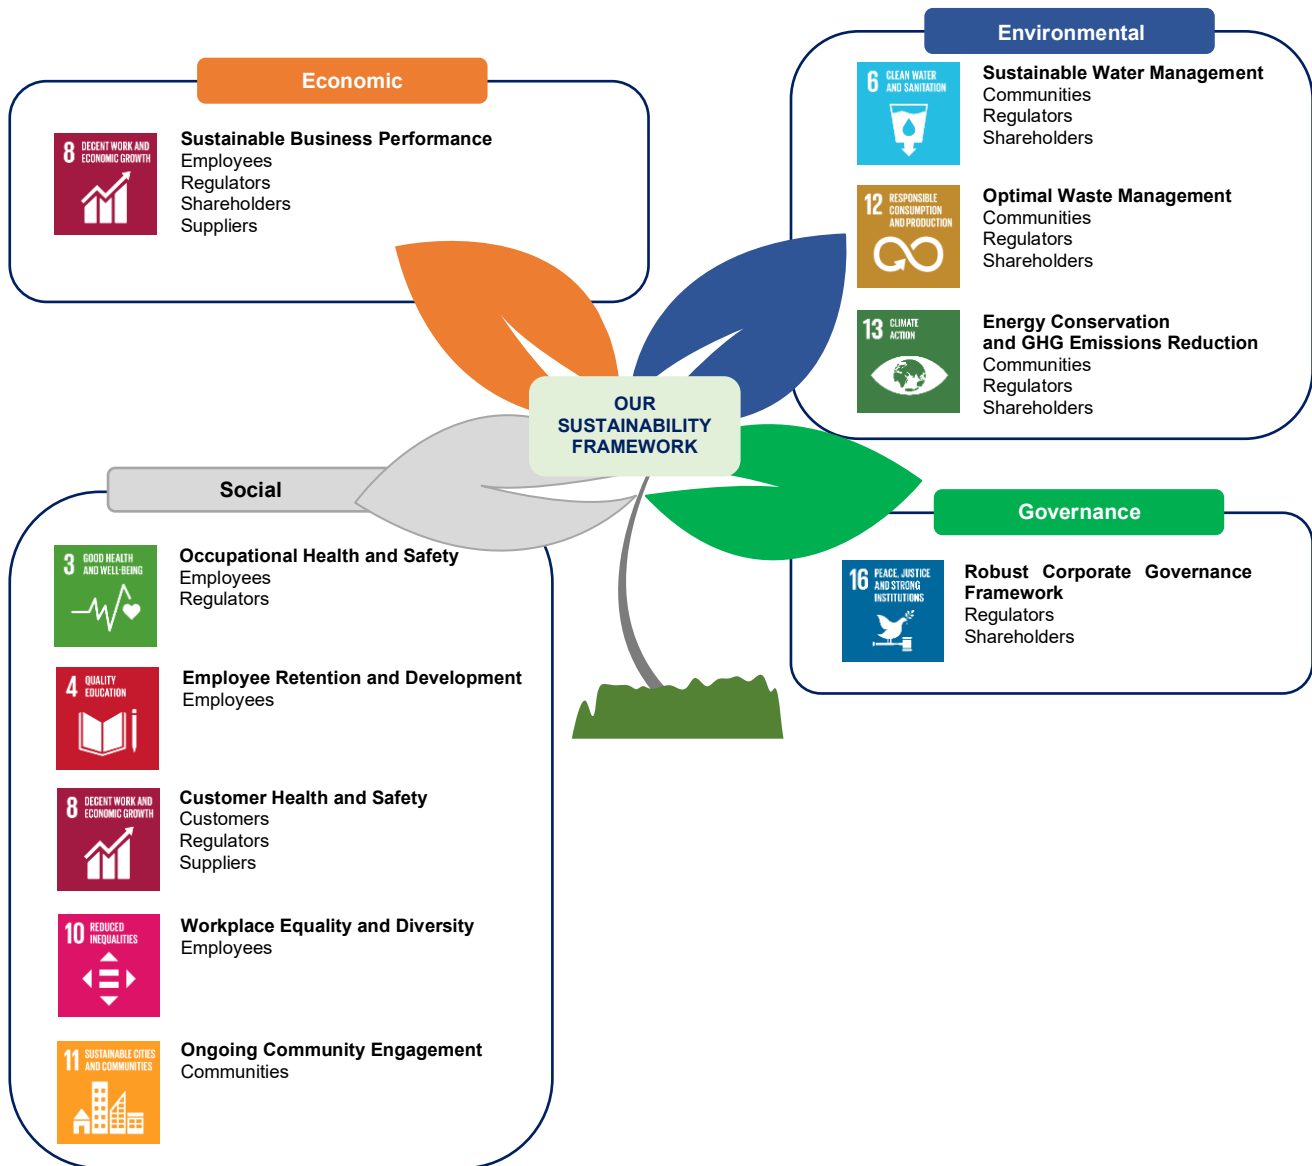 Economic
8 DECENT WORK AND
ECONOMIC GROWTH
Sustainable Business Performance
Employees
Regulators
Shareholders
Suppliers
Environmental
6 CLEAN WATER
AND SANITATION
Sustainable Water Management
Communities
Regulators
Shareholders
12 RESPONSIBLE
CONSUMPTION
AND PRODUCTION
Optimal Waste Management
Communities
Regulators
Shareholders
13 CLIMATE
ACTION
Energy Conservation
and GHG Emissions Reduction
Communities
Regulators
Shareholders
OUR
SUSTAINABILITY
FRAMEWORK
Social
3 GOOD HEALTH
AND WELL-BEING
Occupational Health and Safety
Employees
Regulators
4 QUALITY
EDUCATION
Employee Retention and Development
Employees
8 DECENT WORK AND
ECONOMIC GROWTH
Customer Health and Safety
Customers
Regulators
Suppliers
10 REDUCED
INEQUALITIES
Workplace Equality and Diversity
Employees
11 SUSTAINABLE CITIES
AND COMMUNITIES
Ongoing Community Engagement
Communities
Governance
16 PEACE, JUSTICE
AND STRONG
INSTITUTIONS
Robust Corporate Governance
Framework
Regulators
Shareholders